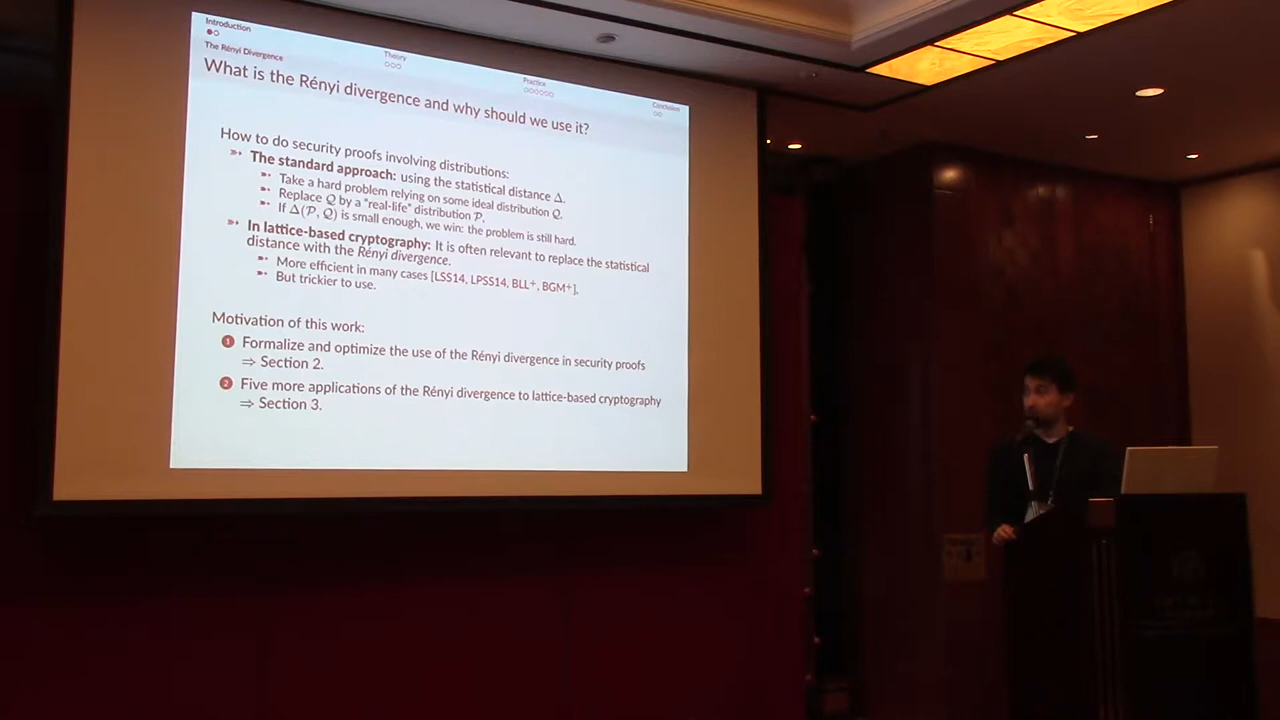 Introduction
Theory
Practice
Conclusion
The Rényi Divergence
What is the Rényi divergence and why should we use it?
How to do security proofs involving distributions:
The standard approach: using the statistical distance Δ.
Take a hard problem relying on some ideal distribution Q.
Replace Q by a "real-life" distribution P.
If Δ(P, Q) is small enough, we win: the problem is still hard.
In lattice-based cryptography: It is often relevant to replace the statistical
distance with the Rényi divergence.
More efficient in many cases [LSS14, LPSS14, BLL+, BGM+],
But trickier to use.
Motivation of this work:
1 Formalize and optimize the use of the Rényi divergence in security proofs
⇒ Section 2.
2 Five more applications of the Rényi divergence to lattice-based cryptography
⇒ Section 3.